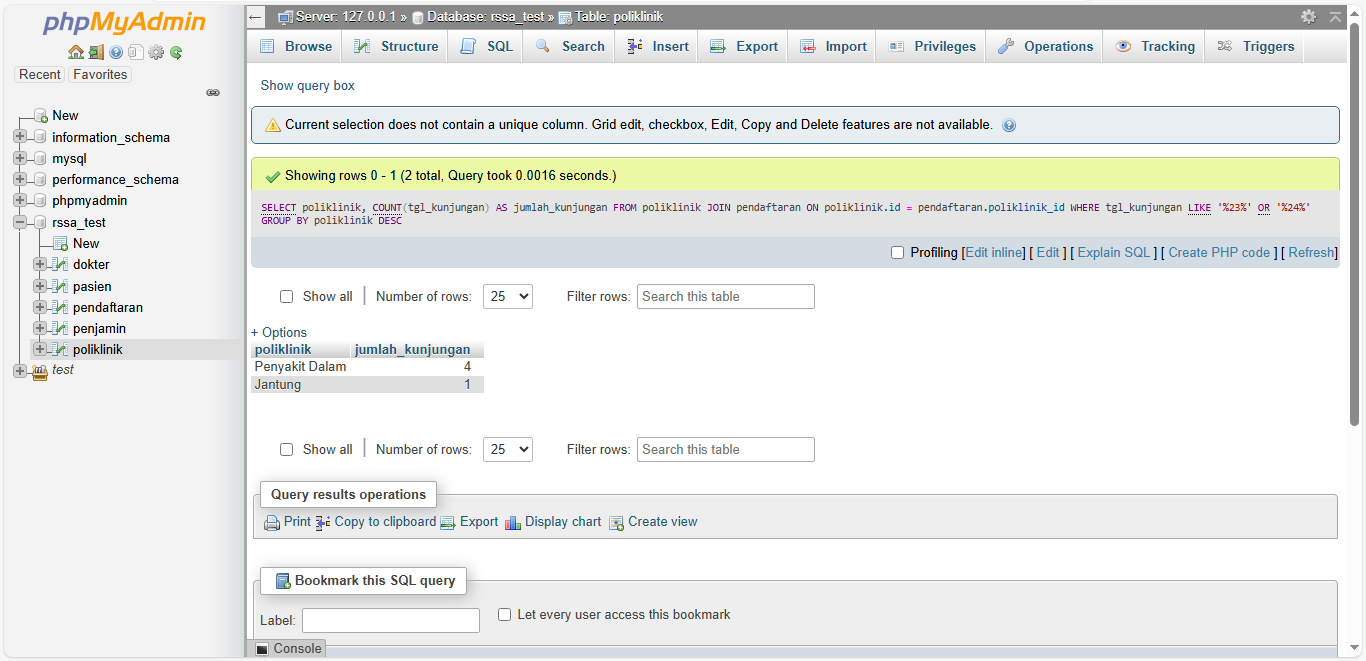 phpMyAdmin
Recent Favorites
New
information_schema
mysql
performance_schema
phpmyadmin
rssa_test
New
dokter
pasien
pendaftaran
penjamin
poliklinik
test
Server: 127.0.0.1 » Database: rssa_test » Table: poliklinik
Browse Structure SQL Search Insert Export Import Privileges Operations Tracking Triggers
Show query box
Current selection does not contain a unique column. Grid edit, checkbox, Edit, Copy and Delete features are not available.
Showing rows 0 - 1 (2 total, Query took 0.0016 seconds.)
SELECT poliklinik, COUNT(tgl_kunjungan) AS jumlah_kunjungan FROM poliklinik JOIN pendaftaran ON poliklinik.id = pendaftaran.poliklinik_id WHERE tgl_kunjungan LIKE '%23%' OR '%24%'
GROUP BY poliklinik DESC
Profiling [Edit inline] [ Edit ] [ Explain SQL ] [ Create PHP code ] [ Refresh]
Show all | Number of rows: 25 Filter rows: Search this table
+ Options
poliklinik jumlah_kunjungan
Penyakit Dalam 4
Jantung 1
Show all | Number of rows: 25 Filter rows: Search this table
Query results operations
Print Copy to clipboard Export Display chart Create view
Bookmark this SQL query
Label: Let every user access this bookmark
Console